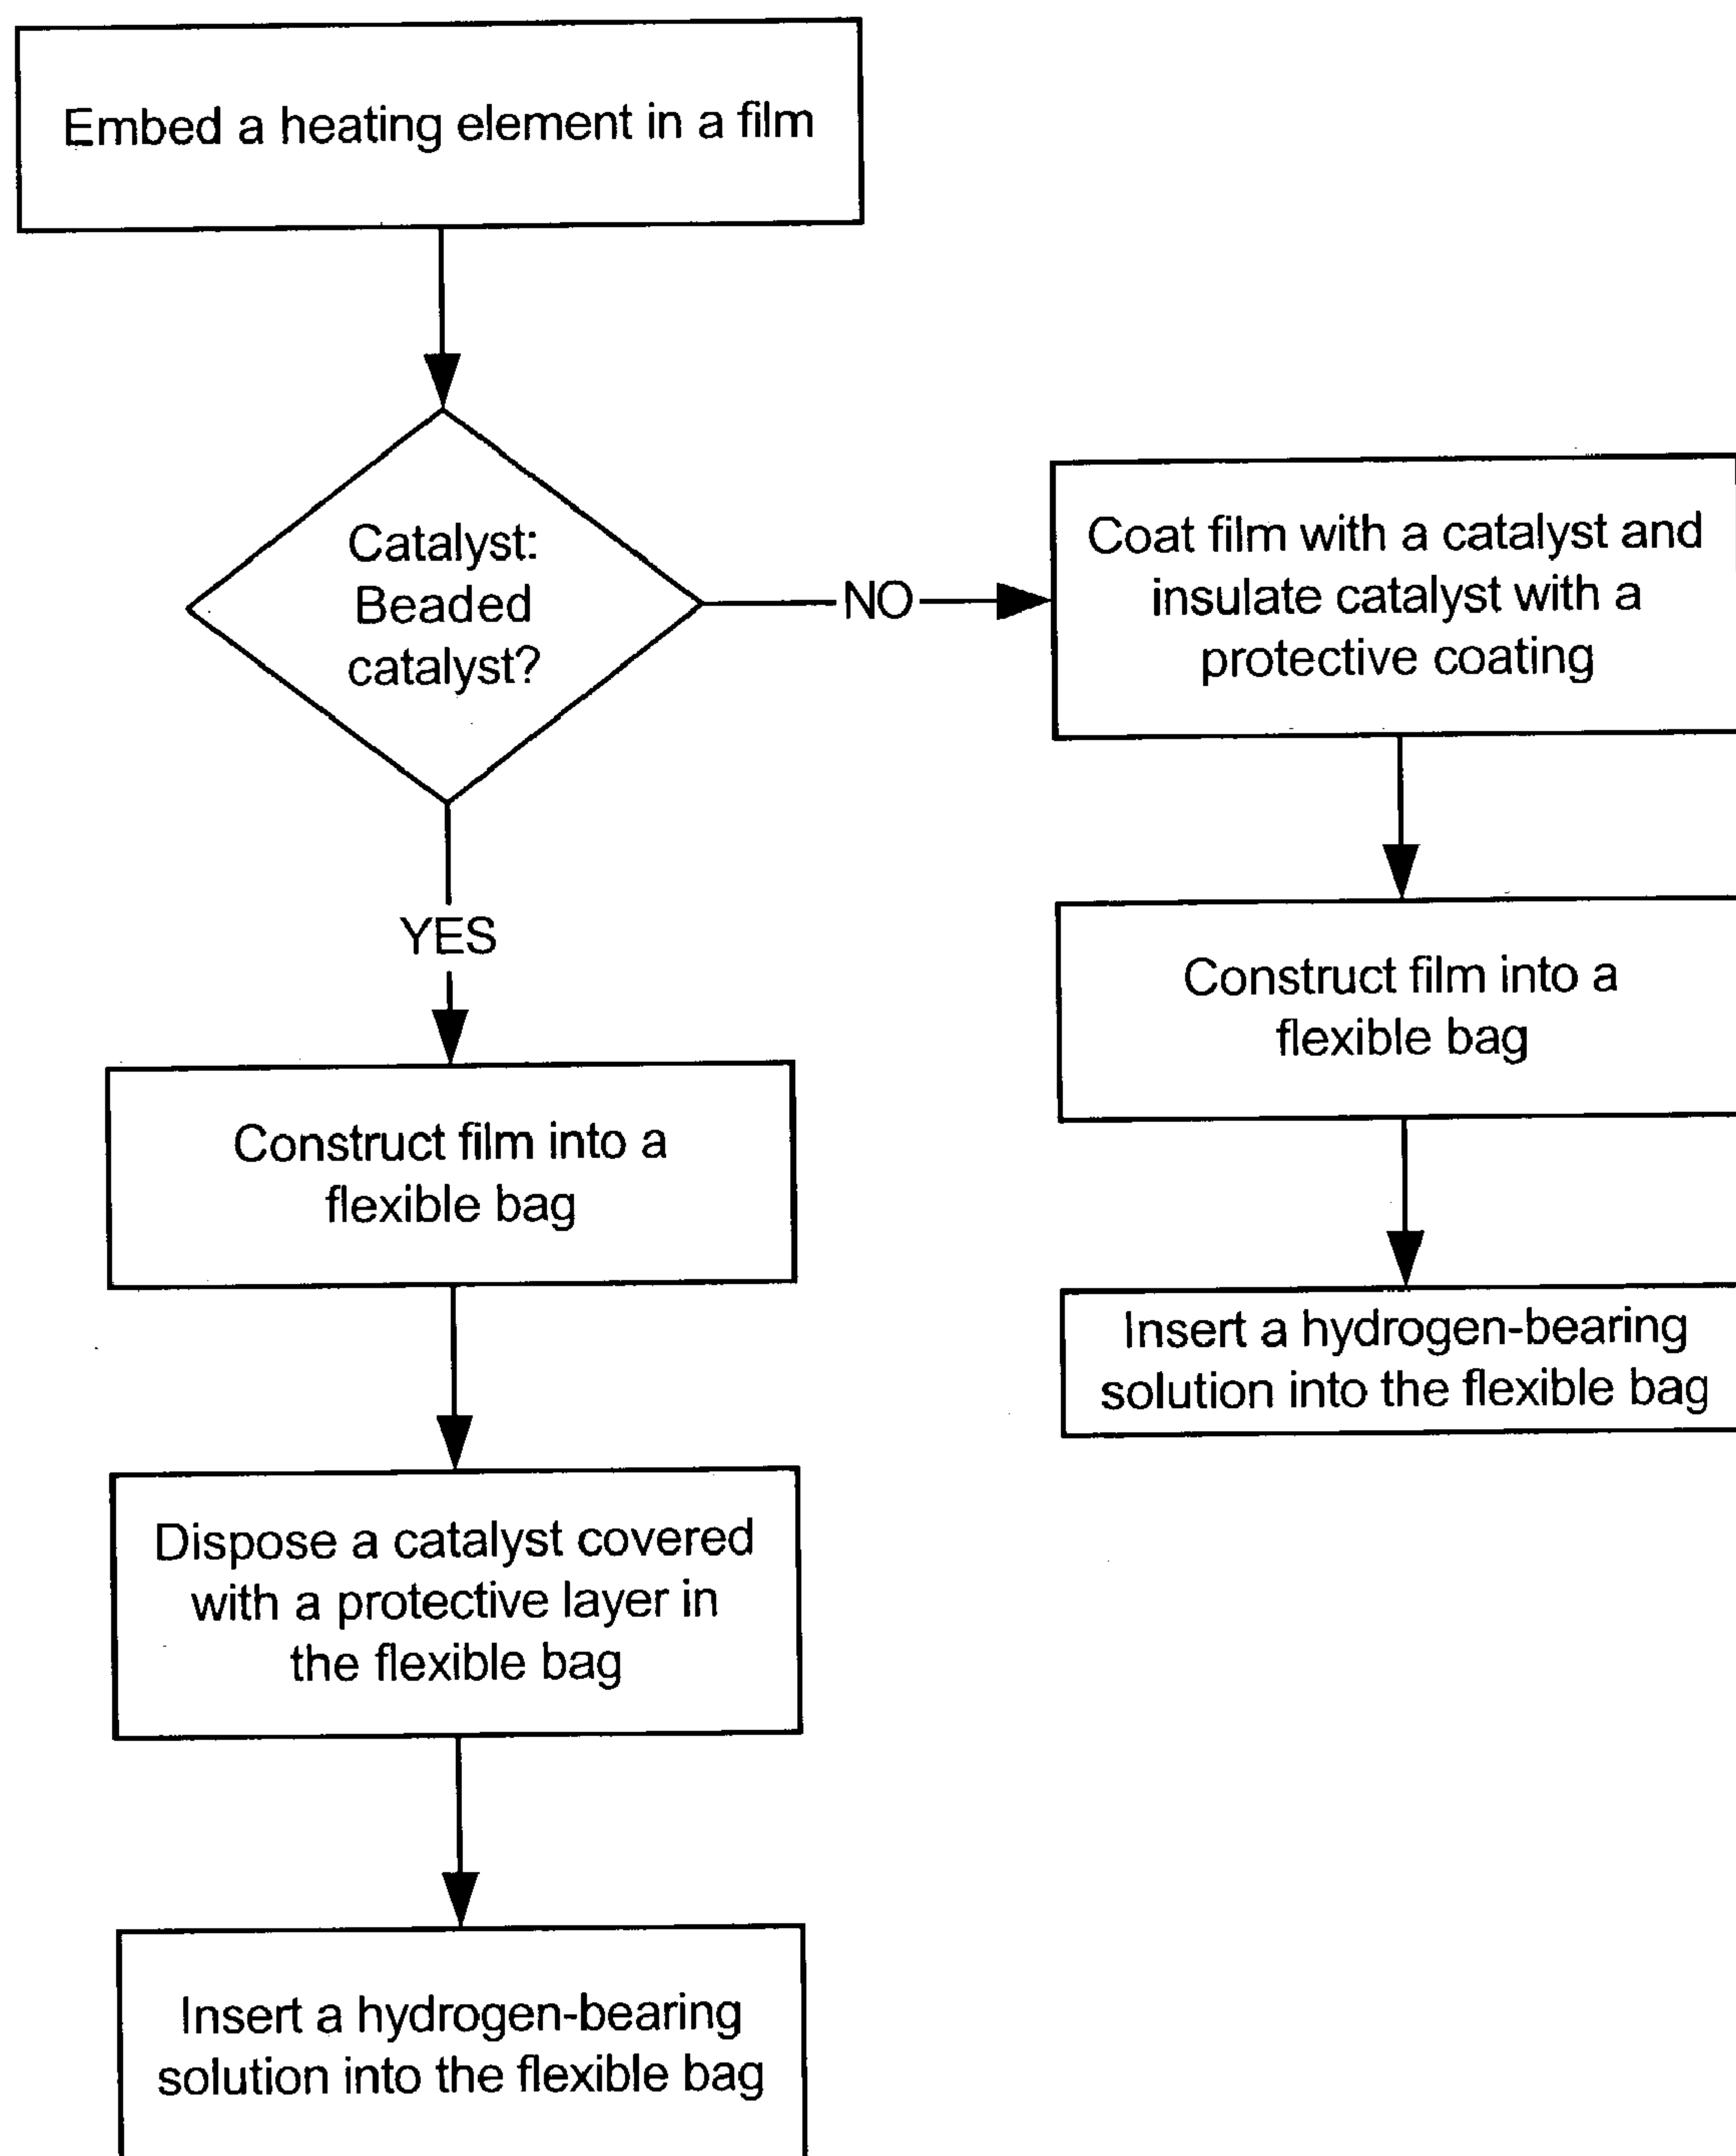 Embed a heating element in a film
Catalyst:
Beaded
catalyst?
NO
Coat film with a catalyst and
insulate catalyst with a
protective coating
Construct film into a
flexible bag
Insert a hydrogen-bearing
solution into the flexible bag
YES
Construct film into a
flexible bag
Dispose a catalyst covered
with a protective layer in
the flexible bag
Insert a hydrogen-bearing
solution into the flexible bag